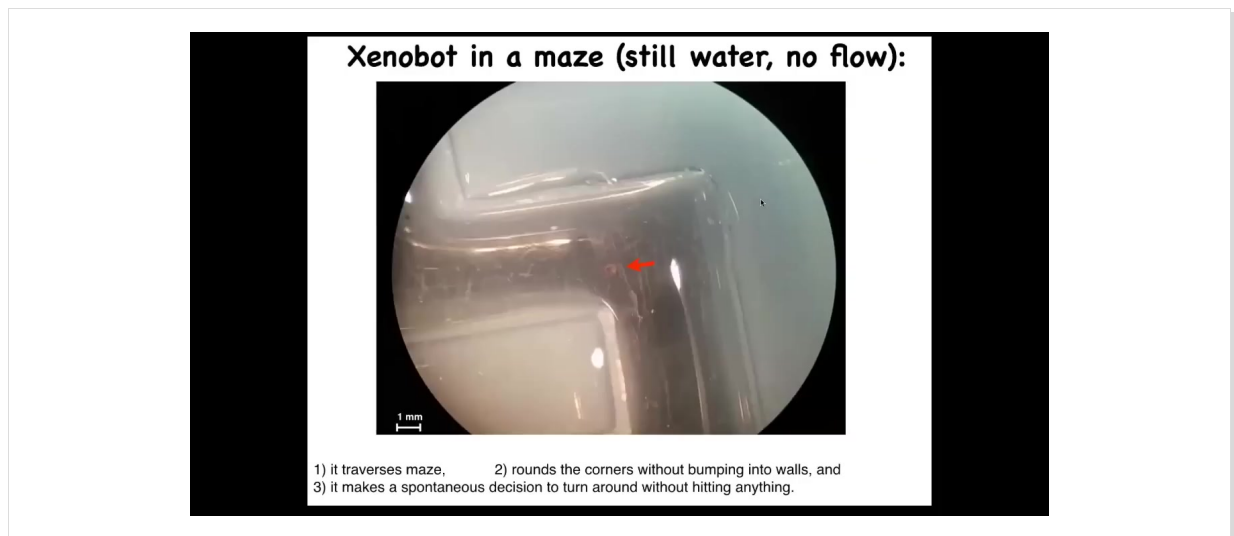 Xenobot in a maze (still water, no flow):
1 mm
1) it traverses maze, 2) rounds the corners without bumping into walls, and
3) it makes a spontaneous decision to turn around without hitting anything.